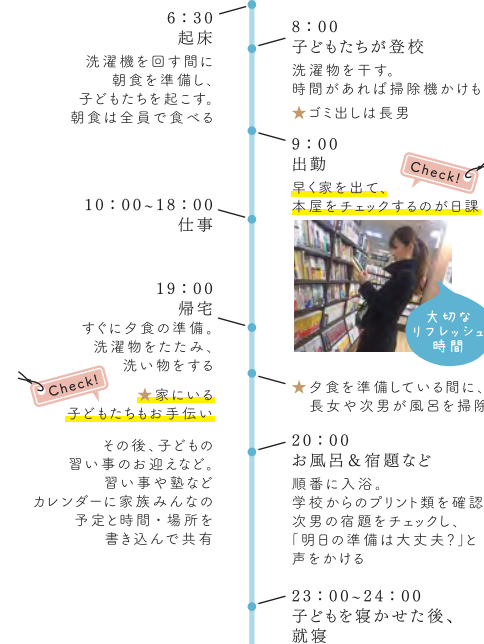 6：30
起床
洗濯機を回す間に
朝食を準備し、
子どもたちを起こす。
朝食は全員で食べる
8：00
子どもたちが登校
洗濯物を干す。
時間があれば掃除機かけも
★ゴミ出しは長男
9：00
出勤
Check!
早く家を出て、
本屋をチェックするのが日課
10：00~18：00
仕事
大切な
リフレッシュ
時間
19：00
帰宅
すぐに夕食の準備。
洗濯物をたたみ、
洗い物をする
Check!
★家にいる
子どもたちもお手伝い
その後、子どもの
習い事のお迎えなど。
習い事や塾など
カレンダーに家族みんなの
予定と時間・場所を
書き込んで共有
★夕食を準備している間に、
長女や次男が風呂を掃除
20：00
お風呂＆宿題など
順番に入浴。
学校からのプリント類を確認
次男の宿題をチェックし、
「明日の準備は大丈夫？」と
声をかける
23：00~24：00
子どもを寝かせた後、
就寝